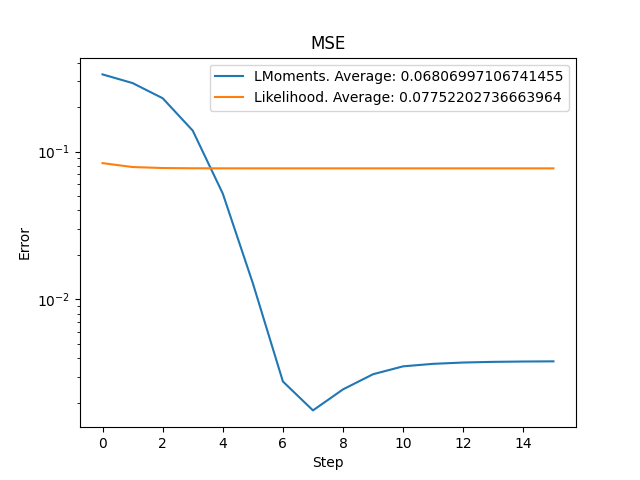 MSE
LMoments. Average: 0.06806997106741455
Likelihood. Average: 0.07752202736663964
10⁻¹
10⁻²
Error
0 2 4 6 8 10 12 14
Step